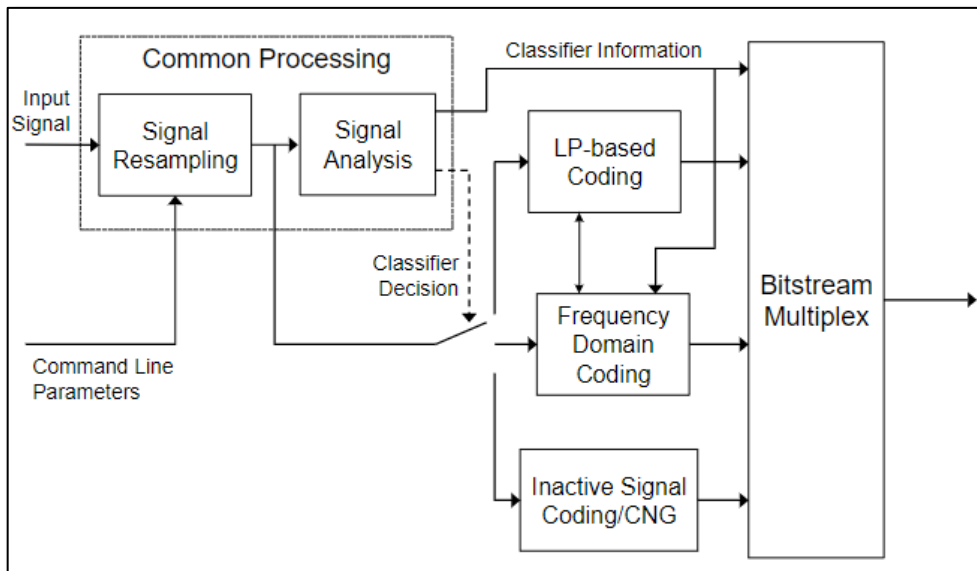 Common Processing
Classifier Information
Input
Signal
Signal
Resampling
Signal
Analysis
LP-based
Coding
Classifier
Decision
Frequency
Domain
Coding
Bitstream
Multiplex
Command Line
Parameters
Inactive Signal
Coding/CNG